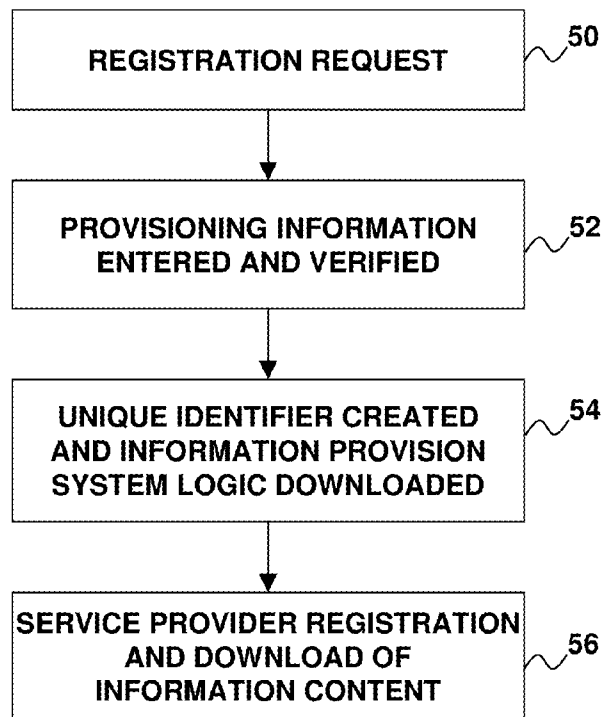 REGISTRATION REQUEST
50
PROVISIONING INFORMATION
ENTERED AND VERIFIED
52
UNIQUE IDENTIFIER CREATED
AND INFORMATION PROVISION
SYSTEM LOGIC DOWNLOADED
54
SERVICE PROVIDER REGISTRATION
AND DOWNLOAD OF
INFORMATION CONTENT
56